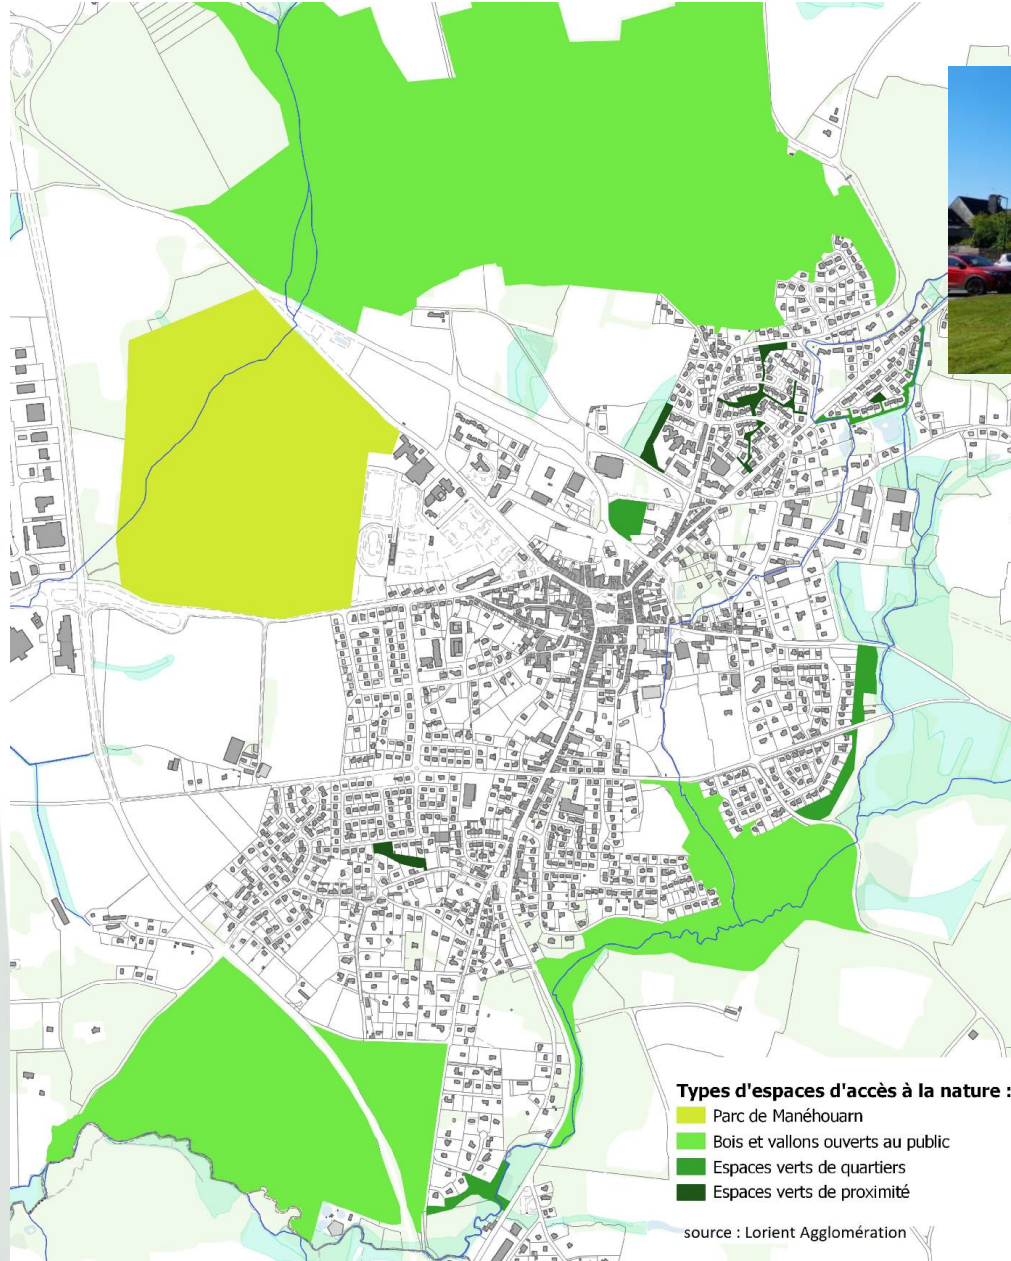 Types d'espaces d'accès à la nature :
Parc de Manéhouarn
Bois et vallons ouverts au public
Espaces verts de quartiers
Espaces verts de proximité
source : Lorient Agglomération